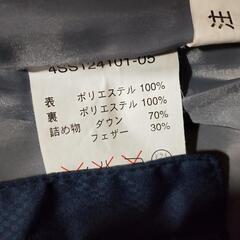 注
4SS124101-05
表 ポリエステル 100%
裏 ポリエステル 100%
詰め物 ダウン 70%
フェザー 30%